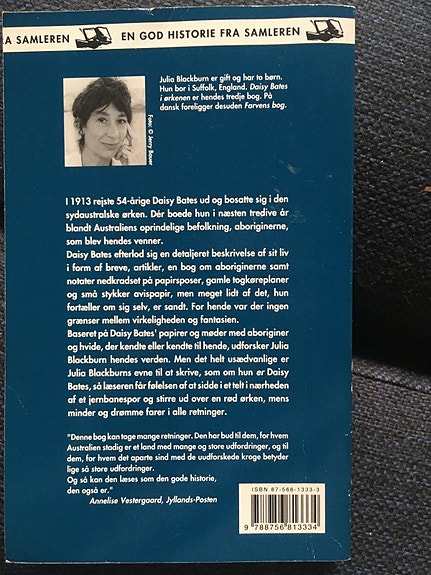 RA SAMLEREN EN GOD HISTORIE FRA SAMLEREN
Julia Blackburn er gift og har to børn.
Hun bor i Suffolk, England. Daisy Bates
i ørkenen er hendes tredje bog. På
dansk foreligger desuden Farvens bog.
Foto: © Jerry Bauer
I 1913 rejste 54-årige Daisy Bates ud og bosatte sig i den
sydaustralske ørken. Dér boede hun i næsten tredive år
blandt Australiens oprindelige befolkning, aboriginerne,
som blev hendes venner.
Daisy Bates efterlod sig en detaljeret beskrivelse af sit liv
i form af breve, artikler, en bog om aboriginerne samt
notater nedkradset på papirsposer, gamle togkøreplaner
og små stykker avispapir, men meget lidt af det, hun
fortæller om sig selv, er sandt. For hende var der ingen
grænser mellem virkeligheden og fantasien.
Baseret på Daisy Bates' papirer og møder med aboriginer
og hvide, der kendte eller kendte til hende, udforsker Julia
Blackburn hendes verden. Men det helt usædvanlige er
Julia Blackburns evne til at skrive, som om hun er Daisy
Bates, så læseren får følelsen af at sidde i et telt i nærheden
af et jernbanespor og stirre ud over en rød ørken, mens
minder og drømme farer i alle retninger.
"Denne bog kan tage mange retninger. Den har bud til dem, for hvem
Australien stadig er et land med mange og store udfordringer, og til
dem, for hvem det aparte sind med de uudforskede kroge betyder
lige så store udfordringer.
Og så kan den læses som den gode historie,
den også er."
Annelise Vestergaard, Jyllands-Posten
ISBN 87-568-1333-3
9 788756 813334